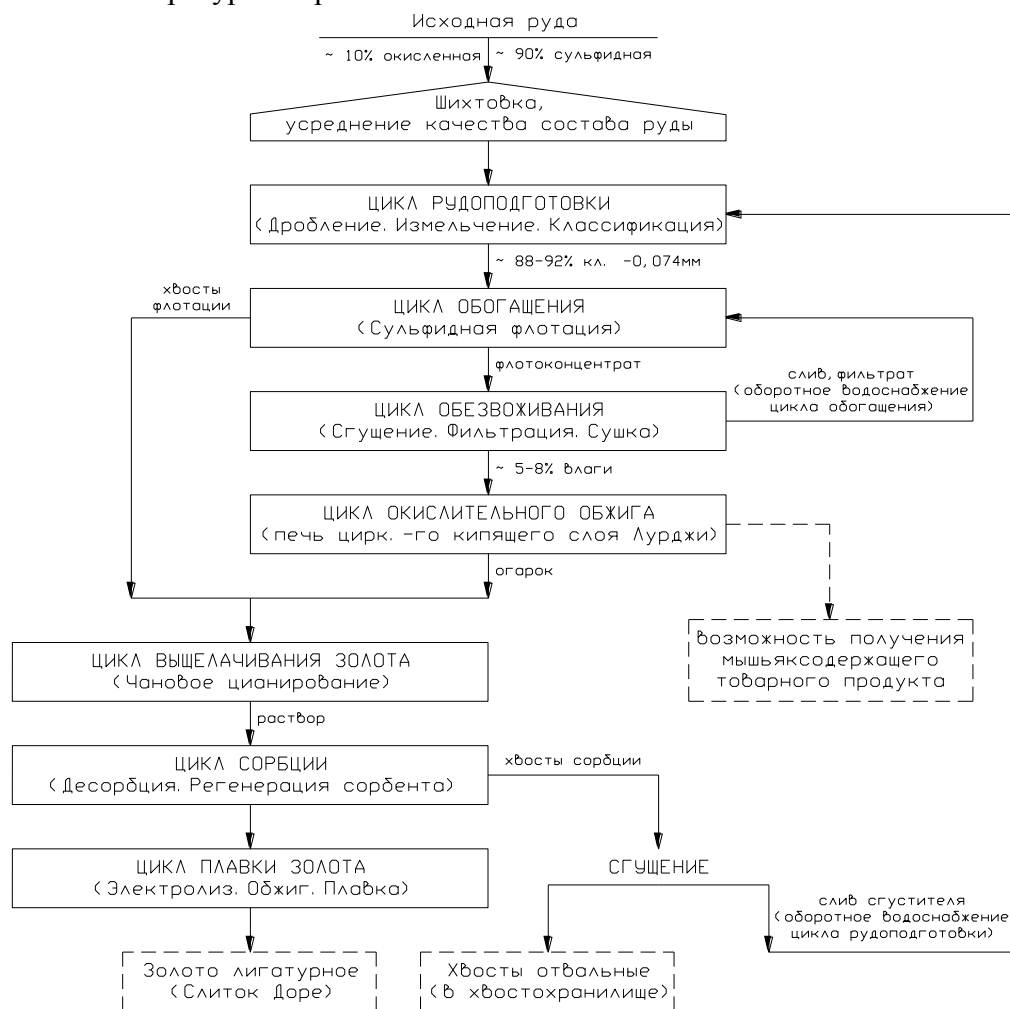 Исходная руда
~ 10% окисленная
~ 90% сульфидная
Шихтовка,
усреднение качества состава руды
ЦИКЛ РУДОПОДГОТОВКИ
(Дробление. Измельчение. Классификация)
~ 88-92% кл. -0,074мм
хвосты
флотации
ЦИКЛ ОБОГАЩЕНИЯ
(Сульфидная флотация)
флотоконцентрат
слив, фильтрат
(оборотное водоснабжение
цикла обогащения)
ЦИКЛ ОБЕЗВОЖИВАНИЯ
(Сгущение. Фильтрация. Сушка)
~ 5-8% влаги
ЦИКЛ ОКИСЛИТЕЛЬНОГО ОБЖИГА
(печь цирк. -го кипящего слоя Лурджи)
огарок
возможность получения
мышьяксодержащего
товарного продукта
ЦИКЛ ВЫЩЕЛАЧИВАНИЯ ЗОЛОТА
(Чановое цианирование)
раствор
ЦИКЛ СОРБЦИИ
(Десорбция. Регенерация сорбента)
хвосты сорбции
ЦИКЛ ПЛАВКИ ЗОЛОТА
(Электролиз. Обжиг. Плавка)
СГУЩЕНИЕ
слив сгустителя
(оборотное водоснабжение
цикла рудоподготовки)
Золото лигатурное
(Слиток Доре)
Хвосты отвальные
(в хвостохранилище)